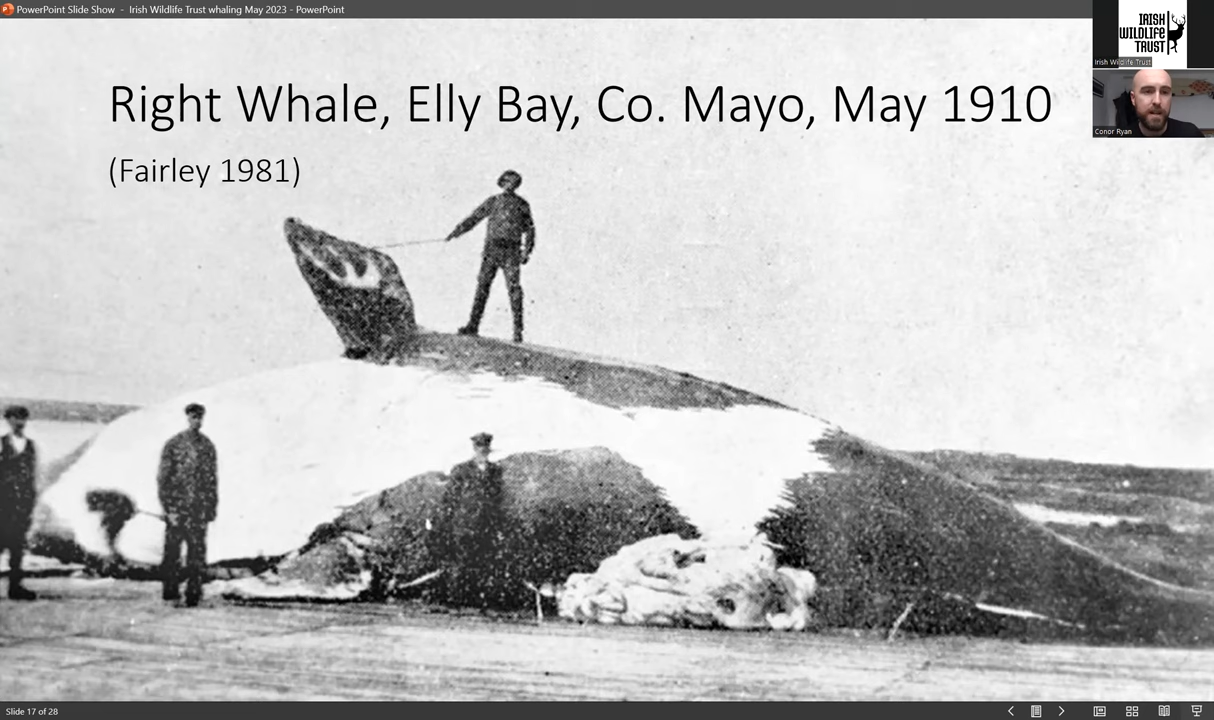 PowerPoint Slide Show  -  Irish Wildlife Trust whaling May 2023 - PowerPoint
IRISH
WILDLIFE
TRUST
Irish Wildlife Trust
Conor Ryan
Right Whale, Elly Bay, Co. Mayo, May 1910
(Fairley 1981)
Slide 17 of 28